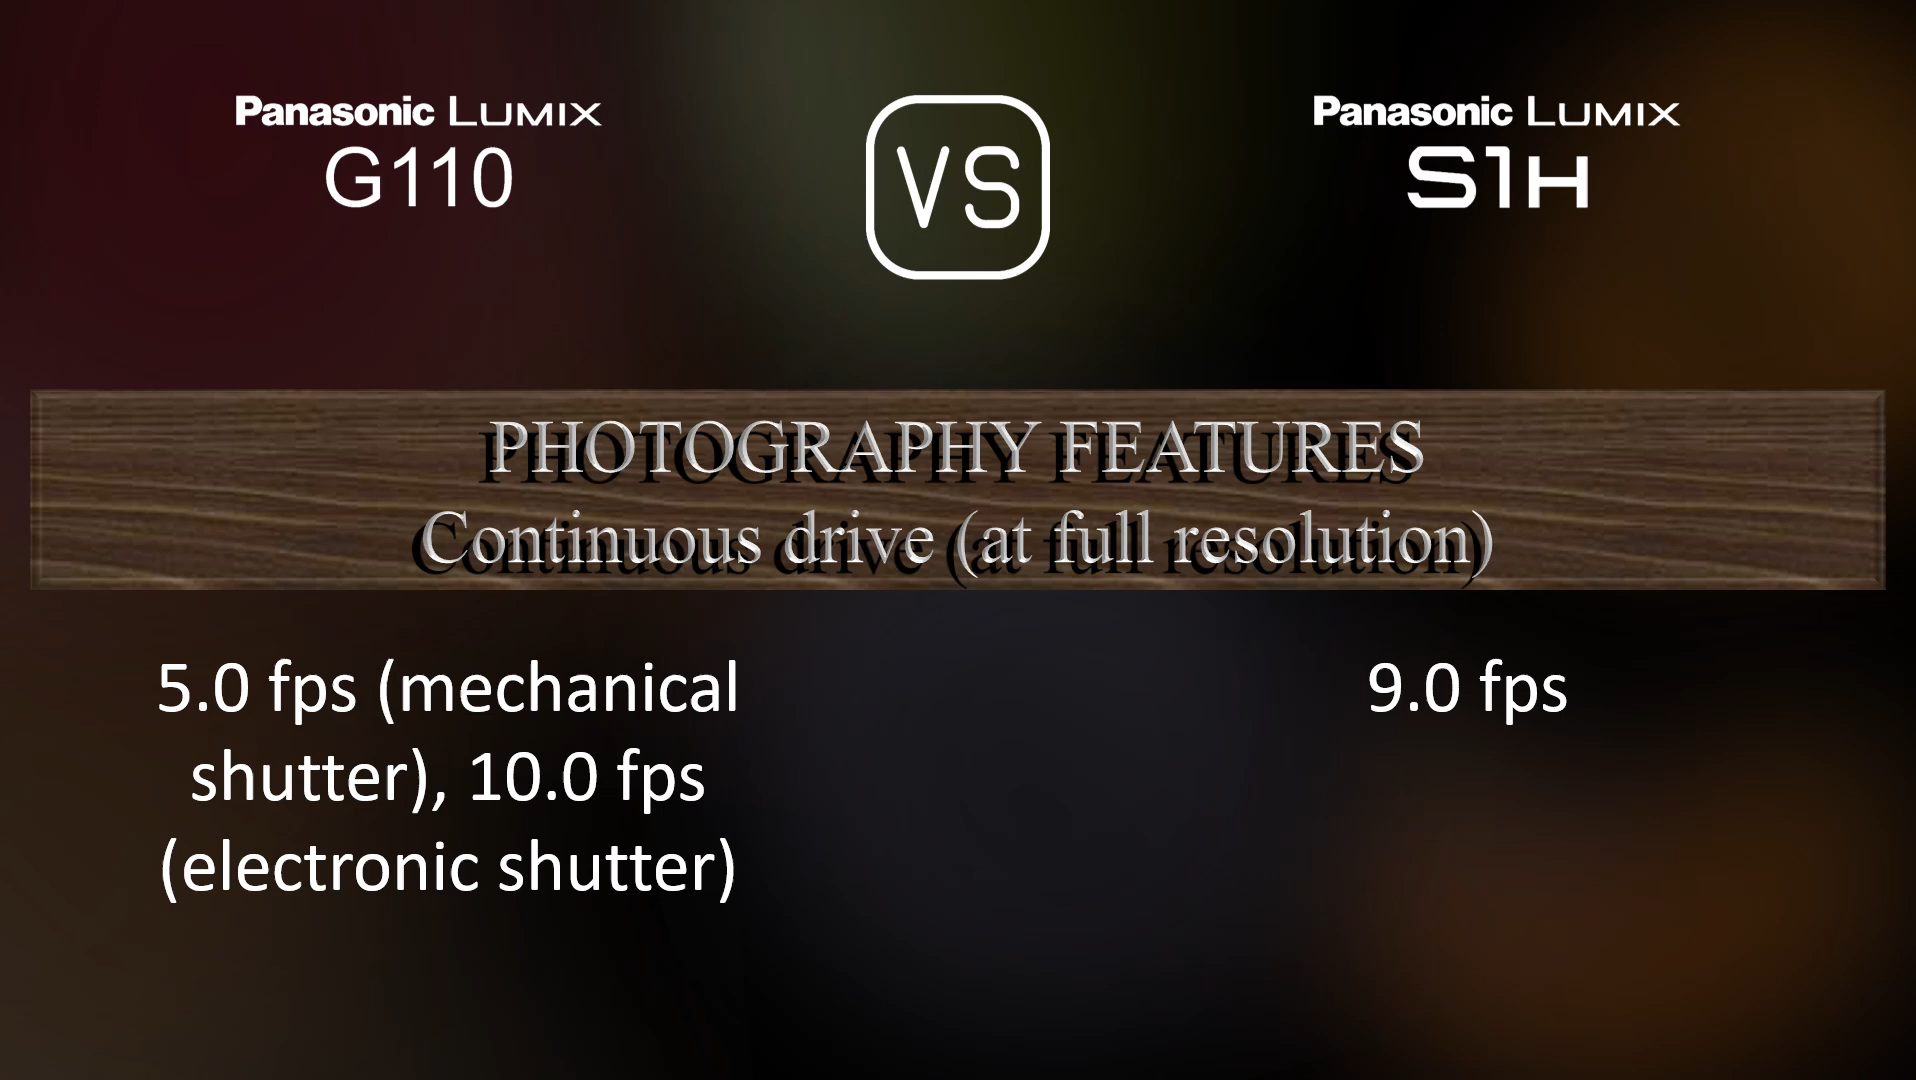 Panasonic LUMIX
G110
VS
Panasonic LUMIX
S1H
PHOTOGRAPHY FEATURES
Continuous drive (at full resolution)
5.0 fps (mechanical
shutter), 10.0 fps
(electronic shutter)
9.0 fps